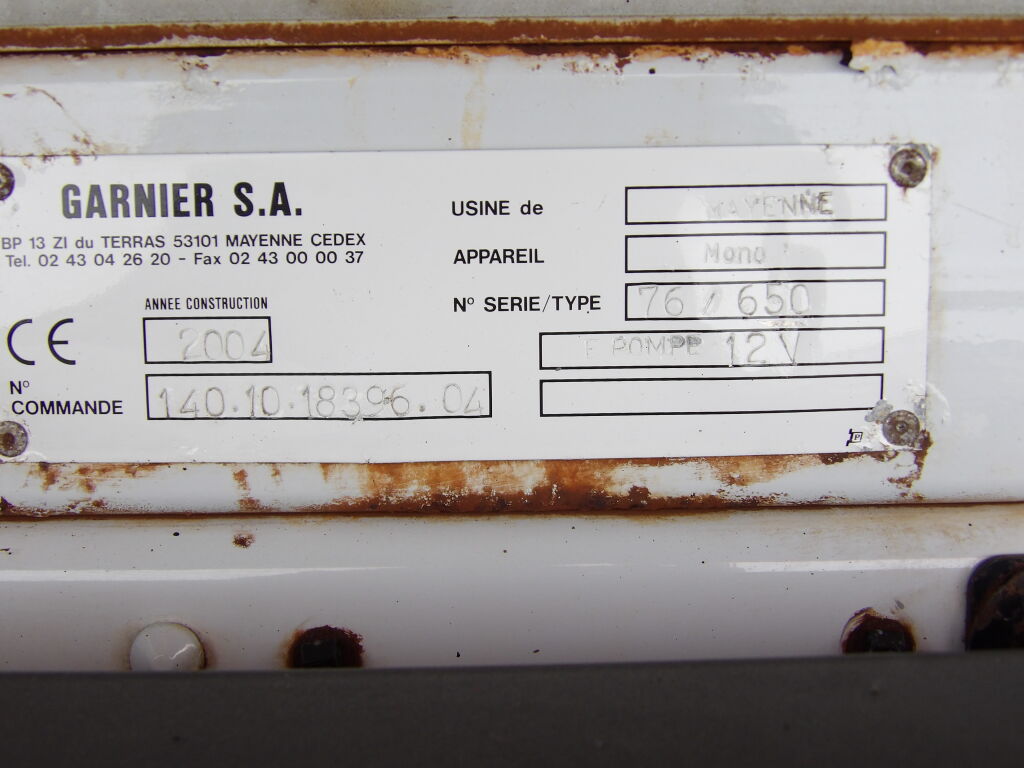 GARNIER S.A.
BP 13 ZI du TERRAS 53101 MAYENNE CEDEX
Tel. 02 43 04 26 20 - Fax 02 43 00 00 37
ANNEE CONSTRUCTION
2004
CE
N° COMMANDE
140.10.18396.04
USINE de MAYENNE
APPAREIL Mono
N° SERIE/TYPE 76 / 650
E POMPE 12V